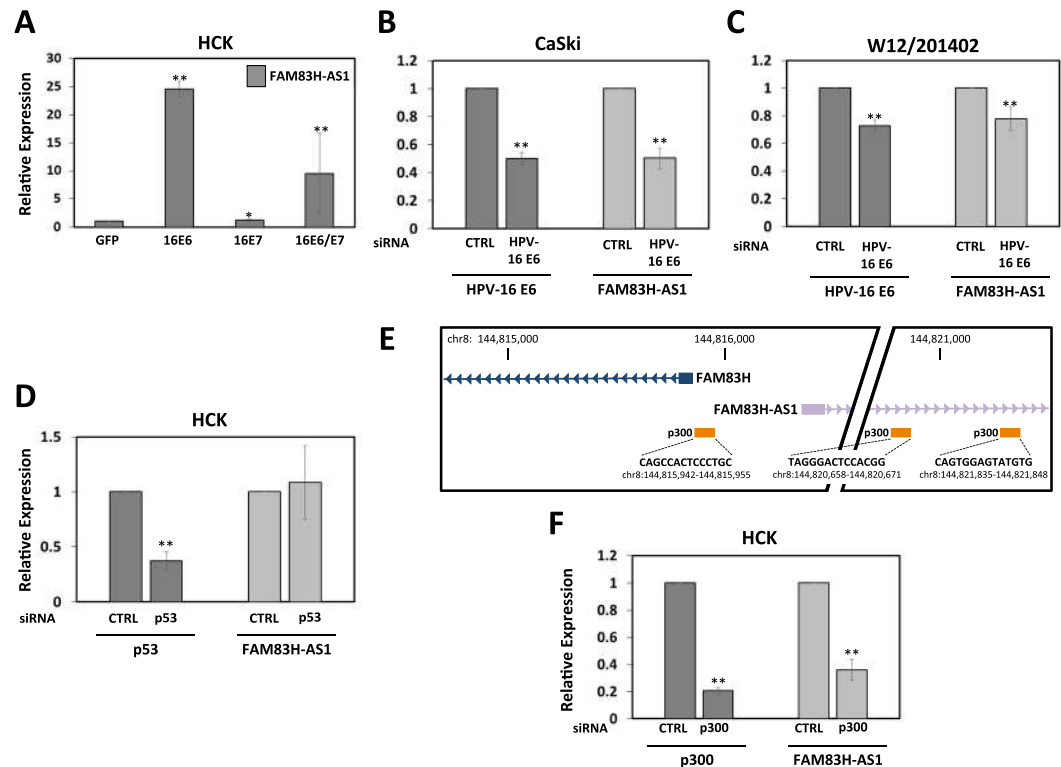 A
HCK
Relative Expression
30
25
20
15
10
5
0
FAM83H-AS1
**
*
**
GFP 16E6 16E7 16E6/E7
B
CaSki
1.2
1
0.8
0.6
0.4
0.2
0
**
**
siRNA CTRL HPV-16 E6 CTRL HPV-16 E6
HPV-16 E6 FAM83H-AS1
C
W12/201402
1.2
1
0.8
0.6
0.4
0.2
0
**
**
siRNA CTRL HPV-16 E6 CTRL HPV-16 E6
HPV-16 E6 FAM83H-AS1
D
HCK
Relative Expression
1.5
1
0.5
0
**
siRNA CTRL p53 CTRL p53
p53 FAM83H-AS1
E
chr8: 144,815,000 144,816,000 144,821,000
FAM83H
FAM83H-AS1
p300 p300 p300
CAGCCACTCCCTGC TAGGGACTCCACGG CAGTGGAGTATGTG
chr8:144,815,942-144,815,955 chr8:144,820,658-144,820,671 chr8:144,821,835-144,821,848
F
HCK
Relative Expression
1.2
1
0.8
0.6
0.4
0.2
0
**
**
siRNA CTRL p300 CTRL p300
p300 FAM83H-AS1